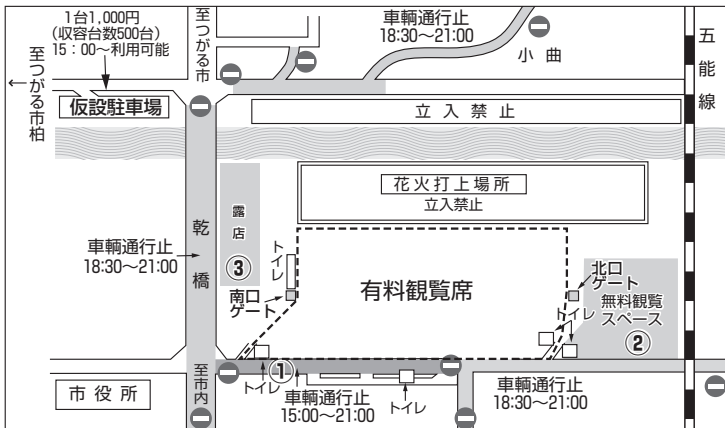 1台1,000円
(収容台数500台)
15：00～利用可能
至つがる市
車輌通行止
18:30～21:00
小曲
五能線
←至つがる市柏
仮設駐車場
立入禁止
花火打上場所
立入禁止
露店
③
乾橋
車輌通行止
18:30～21:00
トイレ
南口
ゲート
有料観覧席
北口
ゲート
トイレ
無料観覧
スペース
②
至市内
市役所
①
トイレ
車輌通行止
15:00～21:00
トイレ
車輌通行止
18:30～21:00